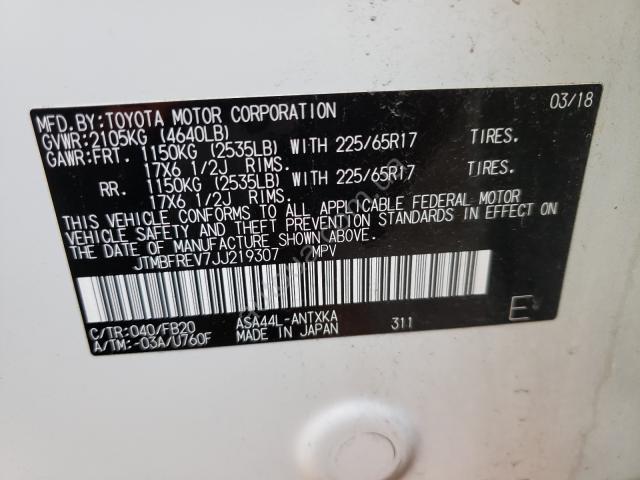 MFD.BY:TOYOTA MOTOR CORPORATION 03/18
GVWR:2105KG (4640LB)
GAWR:FRT. 1150KG (2535LB) WITH 225/65R17 TIRES.
17X6 1/2J RIMS.
RR. 1150KG (2535LB) WITH 225/65R17 TIRES.
17X6 1/2J RIMS.
THIS VEHICLE CONFORMS TO ALL APPLICABLE FEDERAL MOTOR
VEHICLE SAFETY AND THEFT PREVENTION STANDARDS IN EFFECT ON
THE DATE OF MANUFACTURE SHOWN ABOVE.
JTMBFREV7JJ219307 MPV
C/TR:040/FB20 ASA44L-ANTXKA 311 E
A/TM:-03A/U760F MADE IN JAPAN